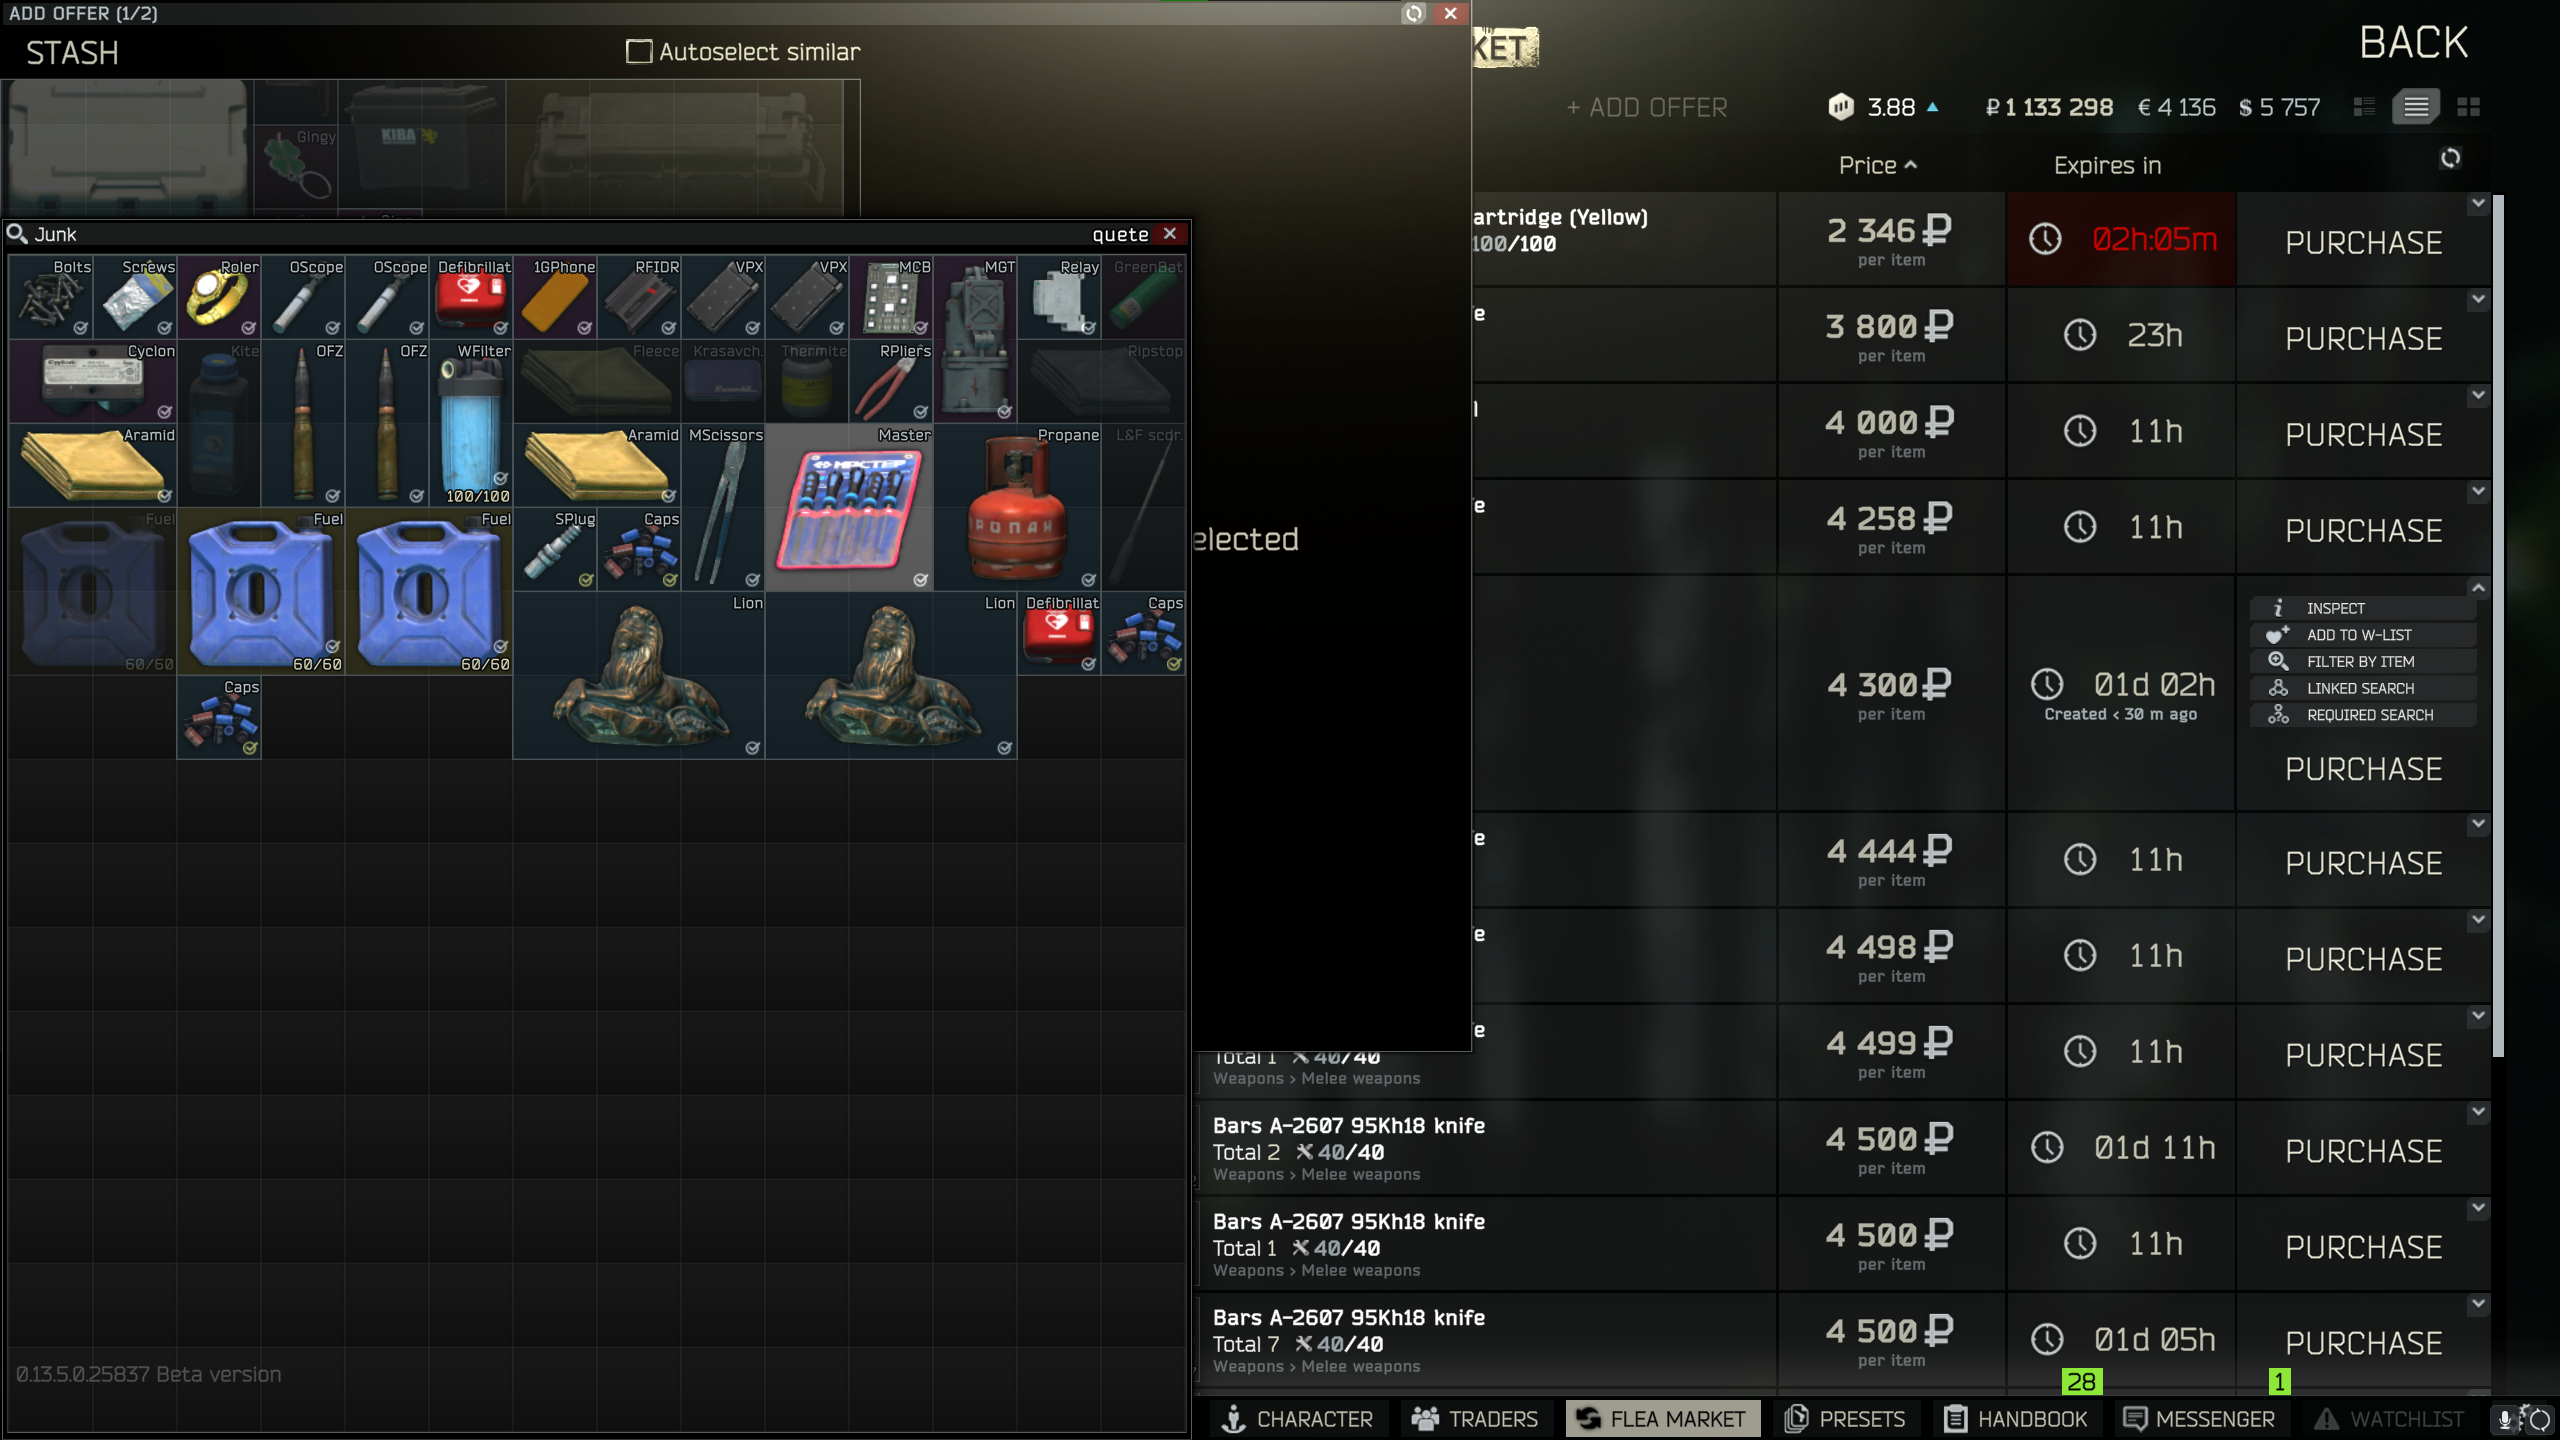 ADD OFFER (1/2)
STASH
Autoselect similar
KET
BACK
KIBA
Gingy
+ ADD OFFER
3.88
₽ 1 133 298
€ 4 136
$ 5 757
Price
Expires in
Junk
quete
Bolts
Screws
Roler
OScope
OScope
Defibrillat
1GPhone
RFIDR
VPX
VPX
MCB
MGT
Relay
GreenBat
Cyclon
Kite
OFZ
OFZ
WFilter
100/100
Fleece
Krasavch.
Thermite
RPliers
Ripstop
Aramid
Aramid
MScissors
Master
МАСТЕР
Propane
ПРОПАН
L&F scdr.
Fuel
60/60
Fuel
60/60
Fuel
60/60
SPlug
Caps
Lion
Lion
Defibrillat
Caps
Caps
elected
artridge (Yellow)
100/100
2 346 ₽
per item
02h:05m
PURCHASE
e
3 800 ₽
per item
23h
PURCHASE
4 000 ₽
per item
11h
PURCHASE
e
4 258 ₽
per item
11h
PURCHASE
4 300 ₽
per item
01d 02h
Created < 30 m ago
INSPECT
ADD TO W-LIST
FILTER BY ITEM
LINKED SEARCH
REQUIRED SEARCH
PURCHASE
e
4 444 ₽
per item
11h
PURCHASE
e
4 498 ₽
per item
11h
PURCHASE
e
Total 1 40/40
Weapons > Melee weapons
4 499 ₽
per item
11h
PURCHASE
Bars A-2607 95Kh18 knife
Total 2 40/40
Weapons > Melee weapons
4 500 ₽
per item
01d 11h
PURCHASE
Bars A-2607 95Kh18 knife
Total 1 40/40
Weapons > Melee weapons
4 500 ₽
per item
11h
PURCHASE
Bars A-2607 95Kh18 knife
Total 7 40/40
Weapons > Melee weapons
4 500 ₽
per item
01d 05h
PURCHASE
0.13.5.0.25837 Beta version
28
1
CHARACTER
TRADERS
FLEA MARKET
PRESETS
HANDBOOK
MESSENGER
WATCHLIST